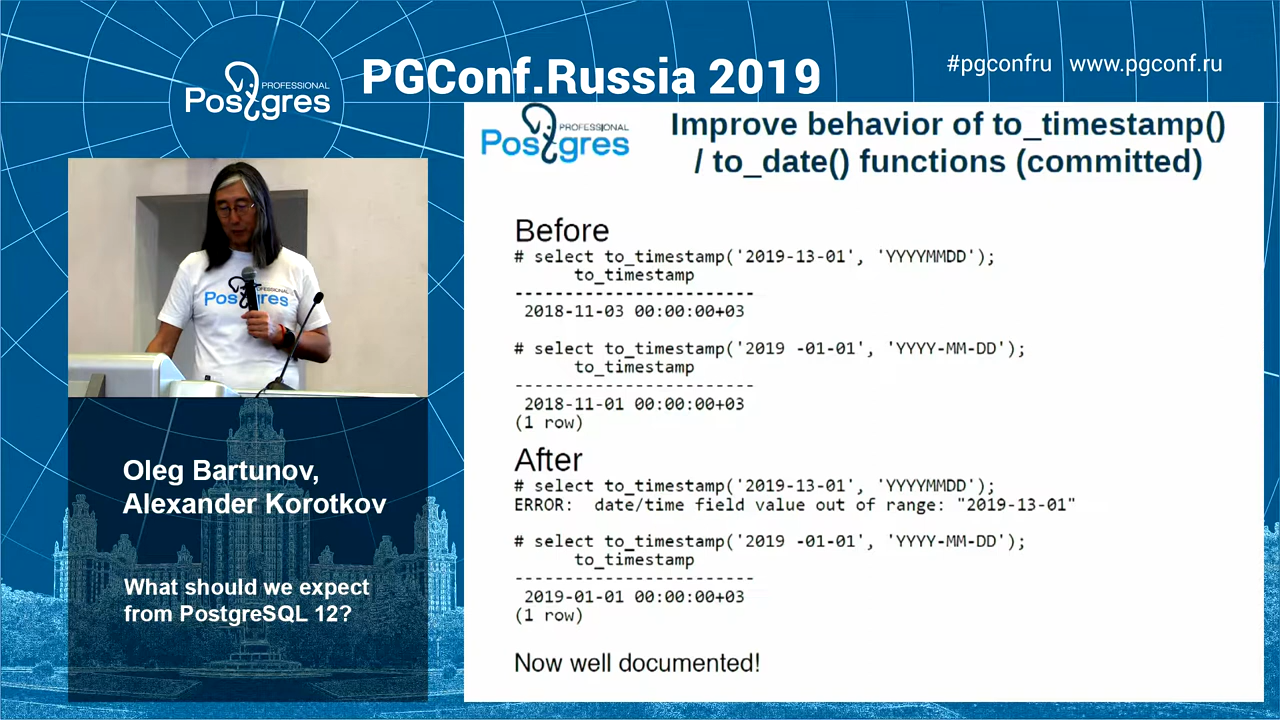 PROFESSIONAL
Postgres
PGConf.Russia 2019
#pgconfru www.pgconf.ru
PROFESSIONAL
Postgres
Improve behavior of to_timestamp()
/ to_date() functions (committed)
Before
# select to_timestamp('2019-13-01', 'YYYYMMDD');
to_timestamp
------------------------
2018-11-03 00:00:00+03
# select to_timestamp('2019 -01-01', 'YYYY-MM-DD');
to_timestamp
------------------------
2018-11-01 00:00:00+03
(1 row)
After
# select to_timestamp('2019-13-01', 'YYYYMMDD');
ERROR: date/time field value out of range: "2019-13-01"
# select to_timestamp('2019 -01-01', 'YYYY-MM-DD');
to_timestamp
------------------------
2019-01-01 00:00:00+03
(1 row)
Now well documented!
PROFESSIONAL
Postgres
Oleg Bartunov,
Alexander Korotkov
What should we expect
from PostgreSQL 12?